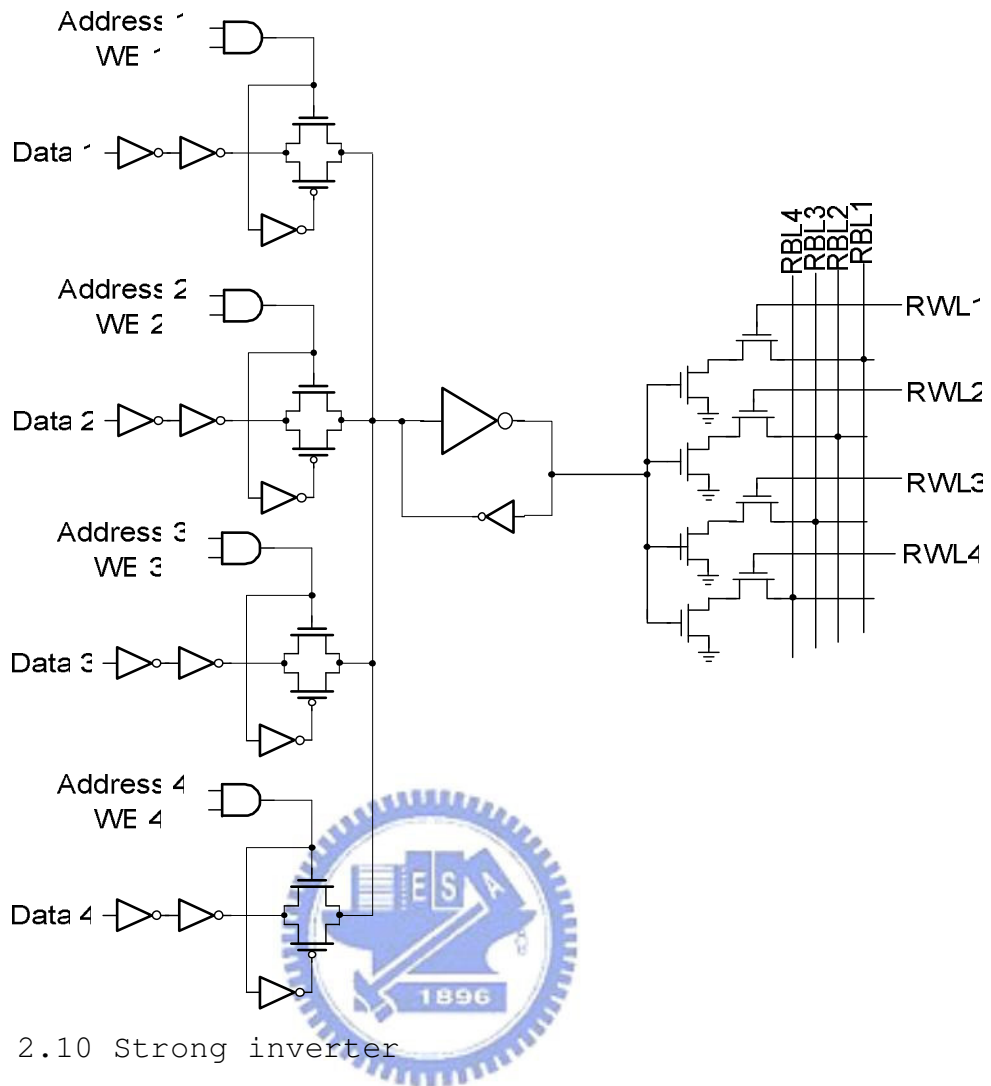 Address 1
WE 1
Data 1
Address 2
WE 2
Data 2
Address 3
WE 3
Data 3
Address 4
WE 4
Data 4
RBL4
RBL3
RBL2
RBL1
RWL1
RWL2
RWL3
RWL4
E S A
1896
2.10 Strong inverter